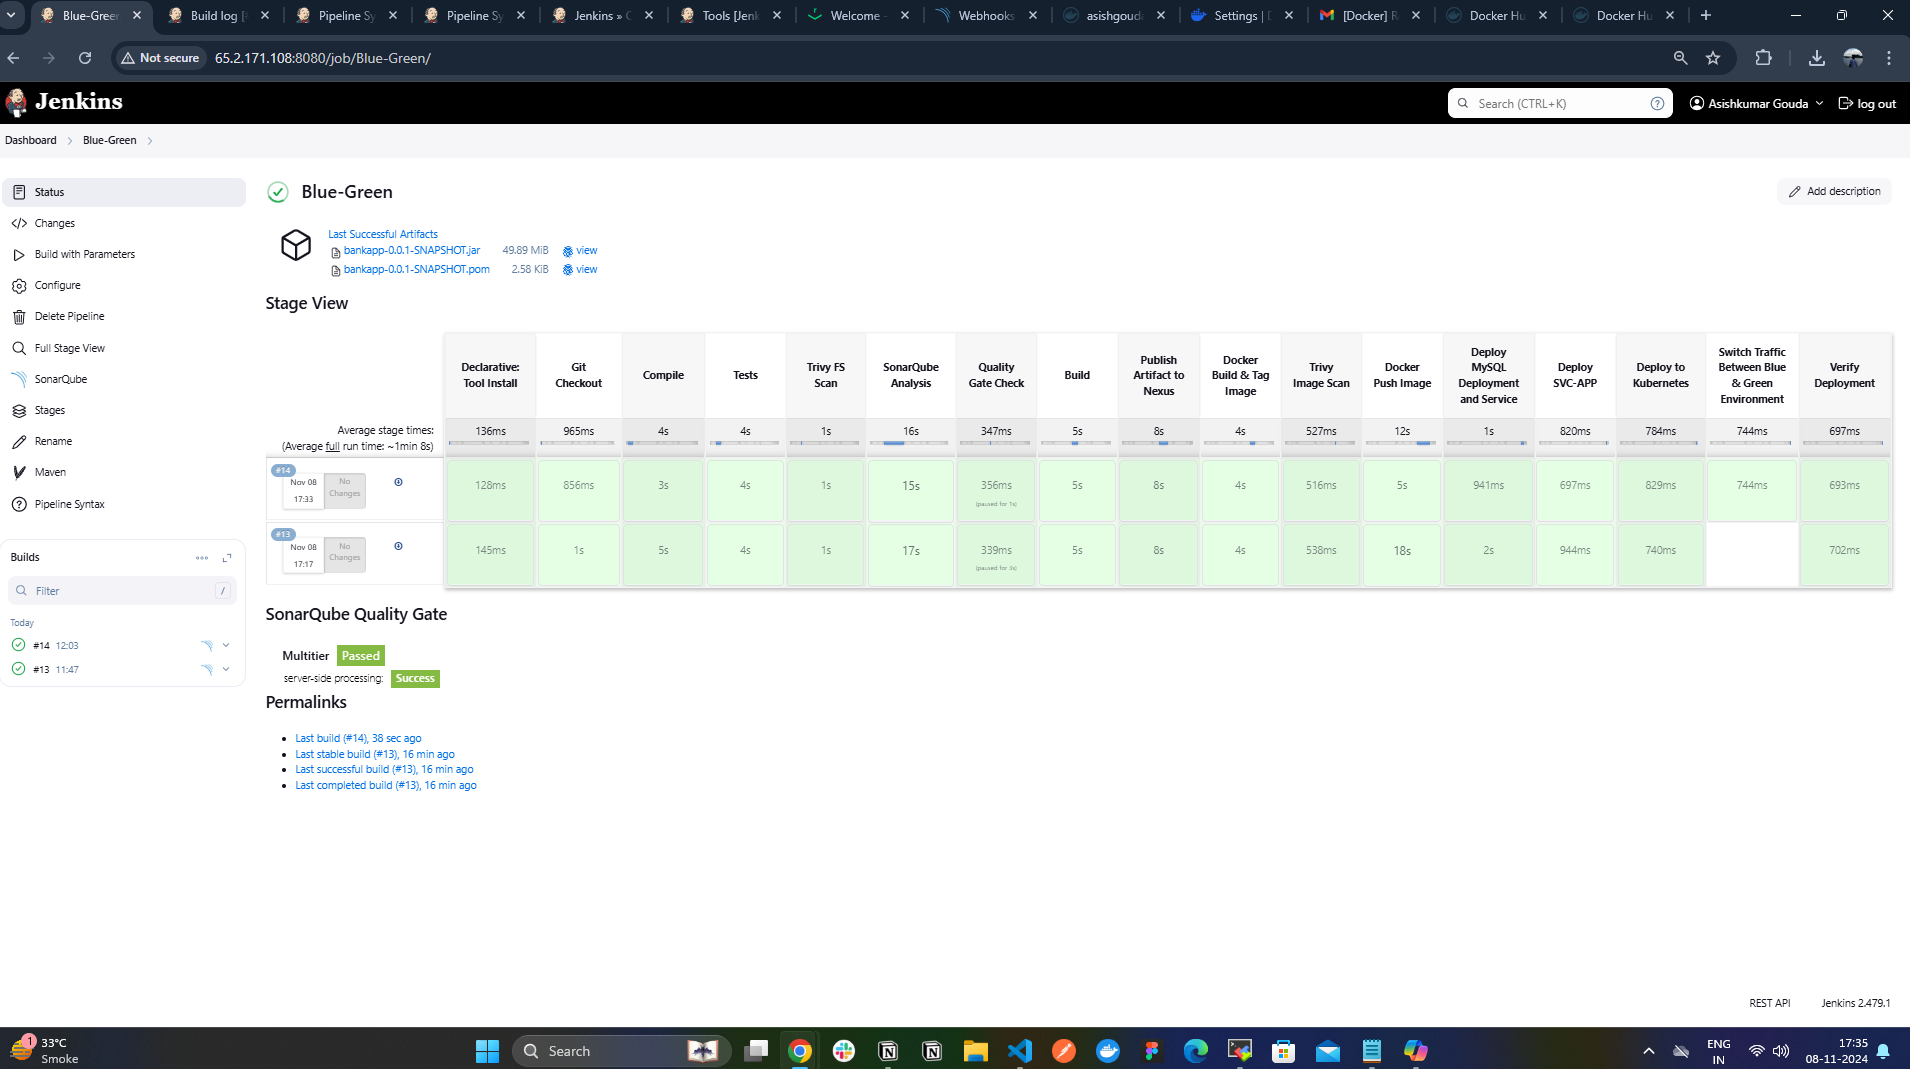 Blue-Green
Build log [#
Pipeline Sy
Pipeline Sy
Jenkins » C
Tools [Jenk
Welcome -
Webhooks
asishgouda
Settings | D
[Docker] R
Docker Hu
Docker Hu
Not secure
65.2.171.108:8080/job/Blue-Green/
Jenkins
Search (CTRL+K)
Asishkumar Gouda
log out
Dashboard
Blue-Green
Status
Changes
Build with Parameters
Configure
Delete Pipeline
Full Stage View
SonarQube
Stages
Rename
Maven
Pipeline Syntax
Builds
Filter
/
Today
#14 12:03
#13 11:47
Blue-Green
Add description
Last Successful Artifacts
bankapp-0.0.1-SNAPSHOT.jar 49.89 MiB view
bankapp-0.0.1-SNAPSHOT.pom 2.58 KiB view
Stage View
Declarative:
Tool Install
Git
Checkout
Compile
Tests
Trivy FS
Scan
SonarQube
Analysis
Quality
Gate Check
Build
Publish
Artifact to
Nexus
Docker
Build & Tag
Image
Trivy
Image Scan
Docker
Push Image
Deploy
MySQL
Deployment
and Service
Deploy
SVC-APP
Deploy to
Kubernetes
Switch Traffic
Between Blue
& Green
Environment
Verify
Deployment
Average stage times:
(Average full run time: ~1min 8s)
136ms 965ms 4s 4s 1s 16s 347ms 5s 8s 4s 527ms 12s 1s 820ms 784ms 744ms 697ms
#14
Nov 08
17:33
No
Changes
128ms 856ms 3s 4s 1s 15s 356ms 5s 8s 4s 516ms 5s 941ms 697ms 829ms 744ms 693ms
(paused for 1s)
#13
Nov 08
17:17
No
Changes
145ms 1s 5s 4s 1s 17s 339ms 5s 8s 4s 538ms 18s 2s 944ms 740ms 702ms
(paused for 3s)
SonarQube Quality Gate
Multitier Passed
server-side processing: Success
Permalinks
Last build (#14), 38 sec ago
Last stable build (#13), 16 min ago
Last successful build (#13), 16 min ago
Last completed build (#13), 16 min ago
REST API
Jenkins 2.479.1
1
33°C
Smoke
Search
ENG
IN
17:35
08-11-2024